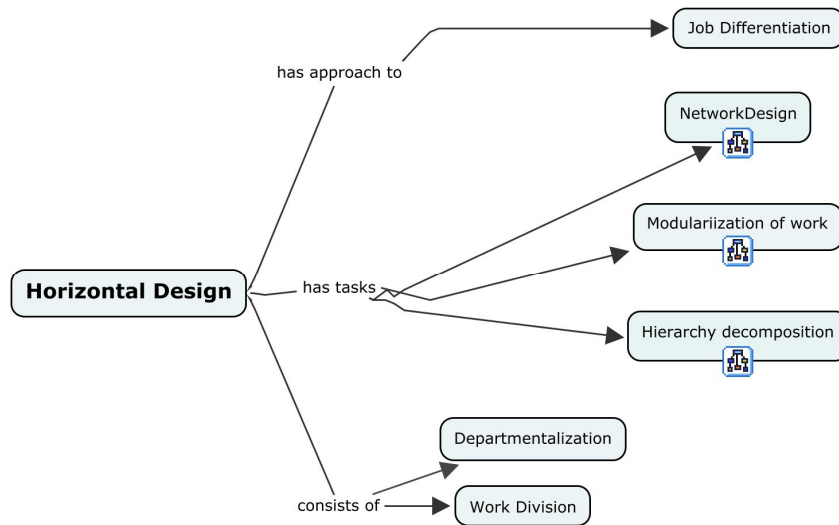 Job Differentiation
has approach to
NetworkDesign
Modulariization of work
Horizontal Design
has tasks
Hierarchy decomposition
Departmentalization
consists of
Work Division